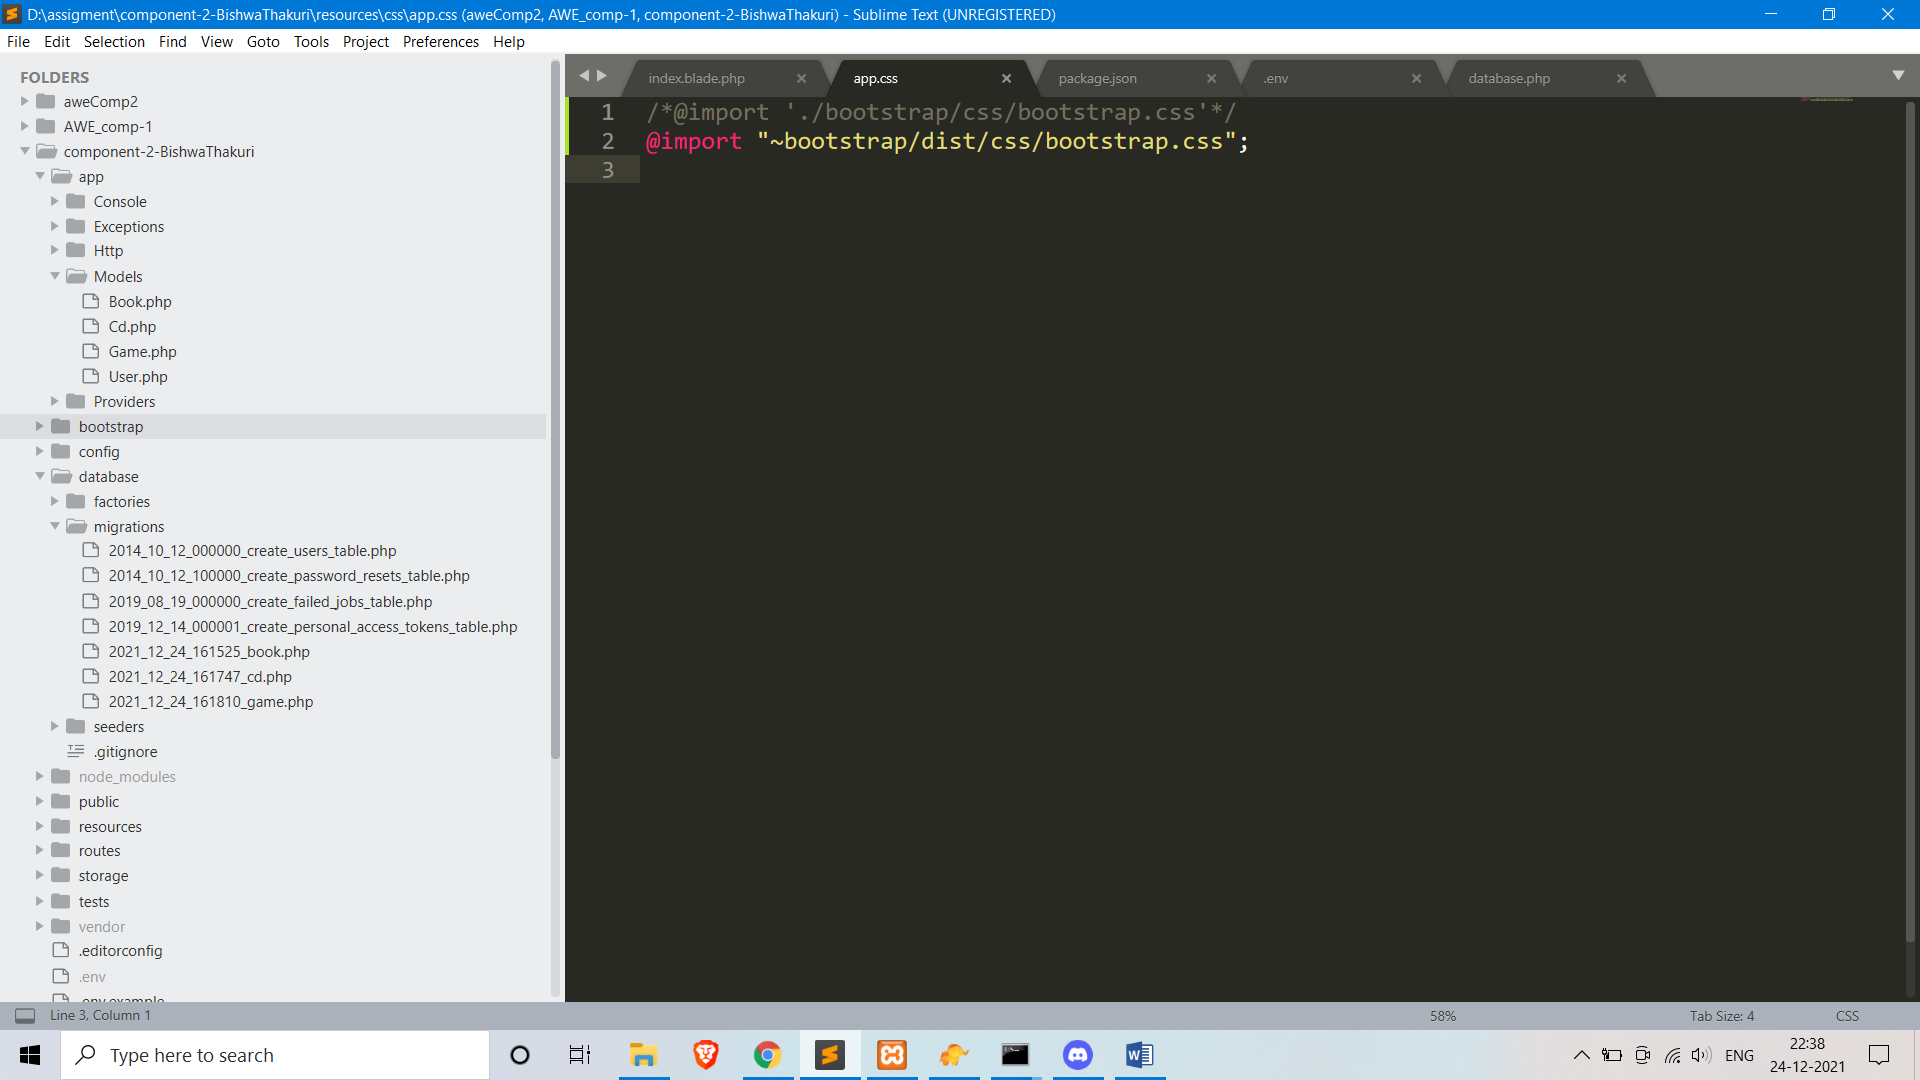 D:\assigment\component-2-BishwaThakuri\resources\css\app.css (aweComp2, AWE_comp-1, component-2-BishwaThakuri) - Sublime Text (UNREGISTERED)
File Edit Selection Find View Goto Tools Project Preferences Help
FOLDERS
aweComp2
AWE_comp-1
component-2-BishwaThakuri
app
Console
Exceptions
Http
Models
Book.php
Cd.php
Game.php
User.php
Providers
bootstrap
config
database
factories
migrations
2014_10_12_000000_create_users_table.php
2014_10_12_100000_create_password_resets_table.php
2019_08_19_000000_create_failed_jobs_table.php
2019_12_14_000001_create_personal_access_tokens_table.php
2021_12_24_161525_book.php
2021_12_24_161747_cd.php
2021_12_24_161810_game.php
seeders
.gitignore
node_modules
public
resources
routes
storage
tests
vendor
.editorconfig
.env
.env.example
index.blade.php app.css package.json .env database.php
1 /*@import './bootstrap/css/bootstrap.css'*/
2 @import "~bootstrap/dist/css/bootstrap.css";
3
Line 3, Column 1 58% Tab Size: 4 CSS
Type here to search
ENG
22:38
24-12-2021